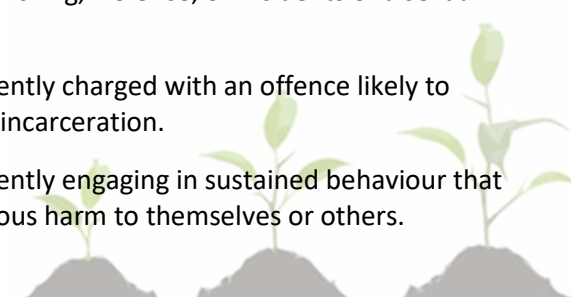 ently charged with an offence likely to
incarceration.
ently engaging in sustained behaviour that
ous harm to themselves or others.